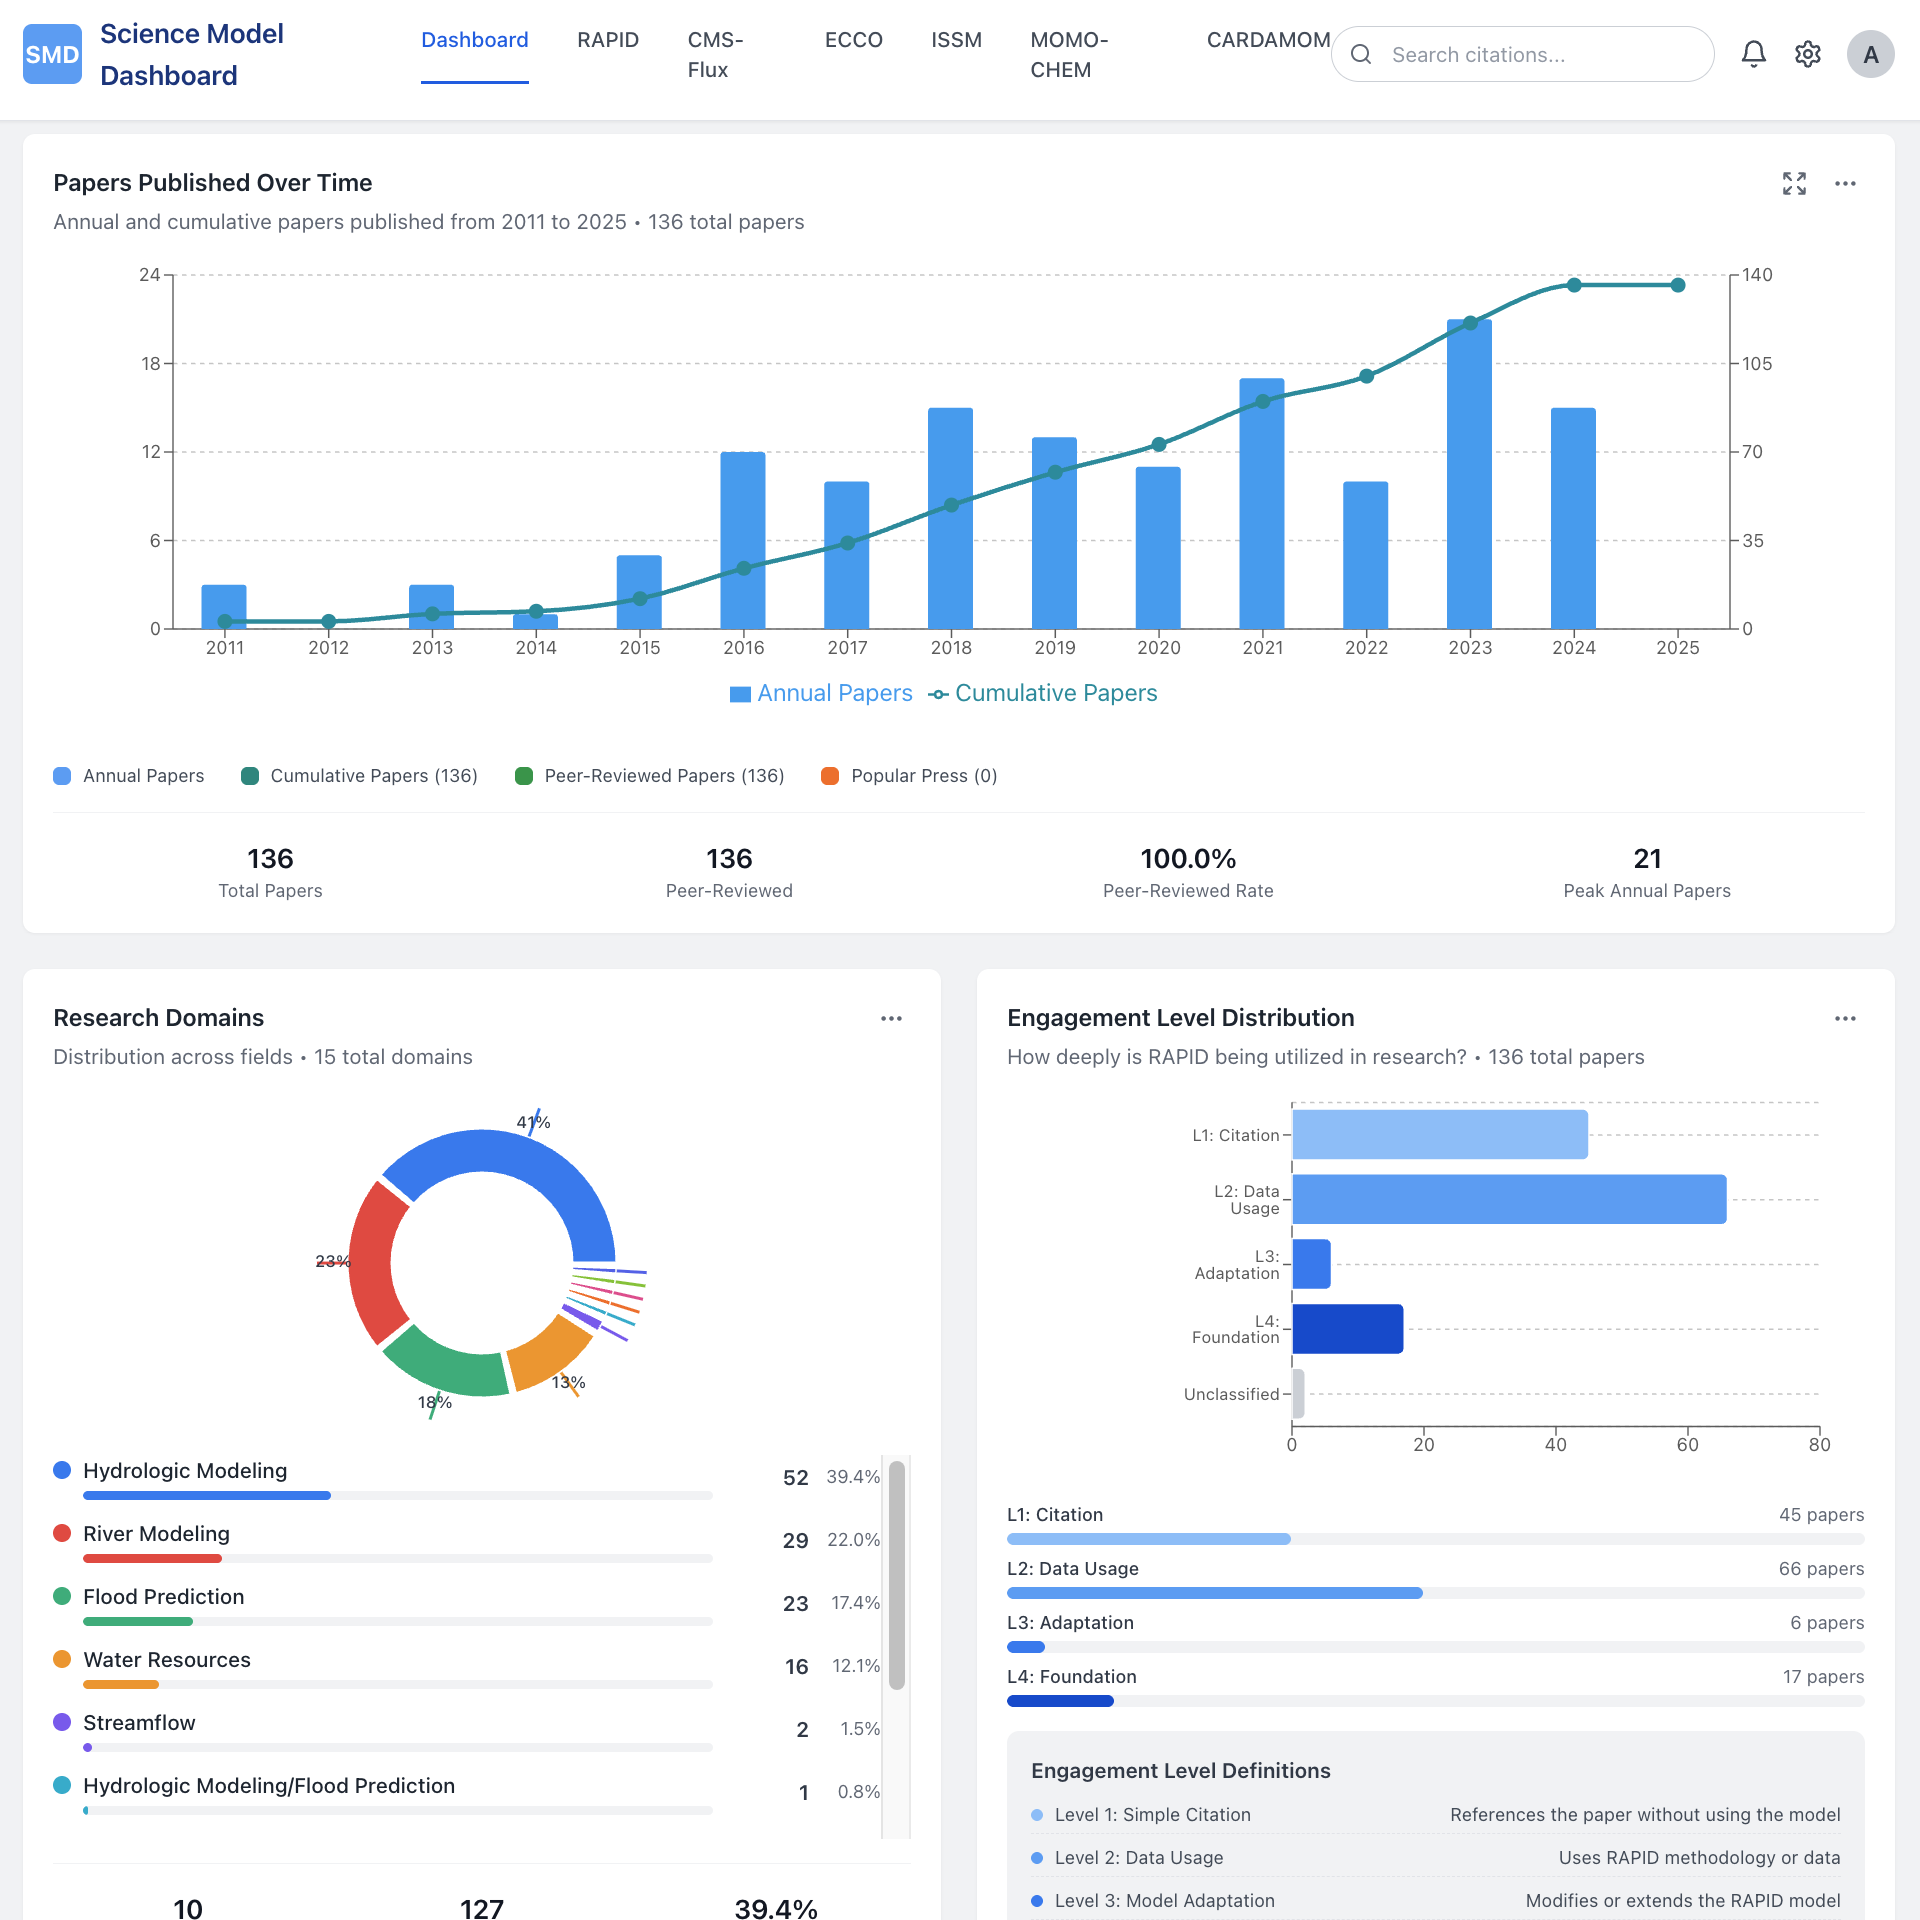 SMD
Science Model
Dashboard
Dashboard
RAPID
CMS-
Flux
ECCO
ISSM
MOMO-
CHEM
CARDAMOM
Search citations...
A
Papers Published Over Time
Annual and cumulative papers published from 2011 to 2025 • 136 total papers
24
18
12
6
0
140
105
70
35
0
2011 2012 2013 2014 2015 2016 2017 2018 2019 2020 2021 2022 2023 2024 2025
Annual Papers Cumulative Papers
Annual Papers Cumulative Papers (136) Peer-Reviewed Papers (136) Popular Press (0)
136
Total Papers
136
Peer-Reviewed
100.0%
Peer-Reviewed Rate
21
Peak Annual Papers
Research Domains
Distribution across fields • 15 total domains
41%
23%
18%
13%
Hydrologic Modeling 52 39.4%
River Modeling 29 22.0%
Flood Prediction 23 17.4%
Water Resources 16 12.1%
Streamflow 2 1.5%
Hydrologic Modeling/Flood Prediction 1 0.8%
10
127
39.4%
Engagement Level Distribution
How deeply is RAPID being utilized in research? • 136 total papers
L1: Citation
L2: Data
Usage
L3:
Adaptation
L4:
Foundation
Unclassified
0 20 40 60 80
L1: Citation 45 papers
L2: Data Usage 66 papers
L3: Adaptation 6 papers
L4: Foundation 17 papers
Engagement Level Definitions
Level 1: Simple Citation References the paper without using the model
Level 2: Data Usage Uses RAPID methodology or data
Level 3: Model Adaptation Modifies or extends the RAPID model